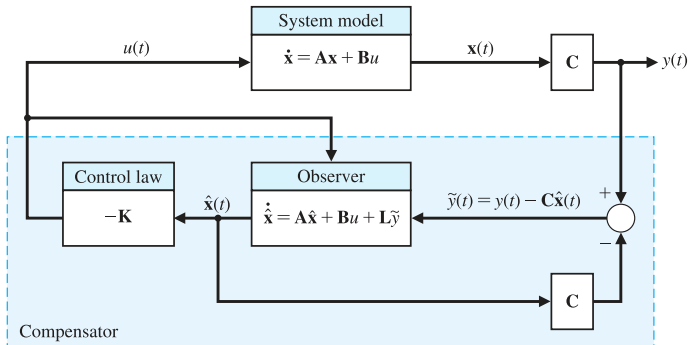 System model
u(t)
ẋ = Ax + Bu
x(t)
C
y(t)
Control law
Observer
−K
x̂(t)
x̂̇ = Ax̂ + Bu + Lỹ
ỹ(t) = y(t) − Cx̂(t)
+
−
C
Compensator